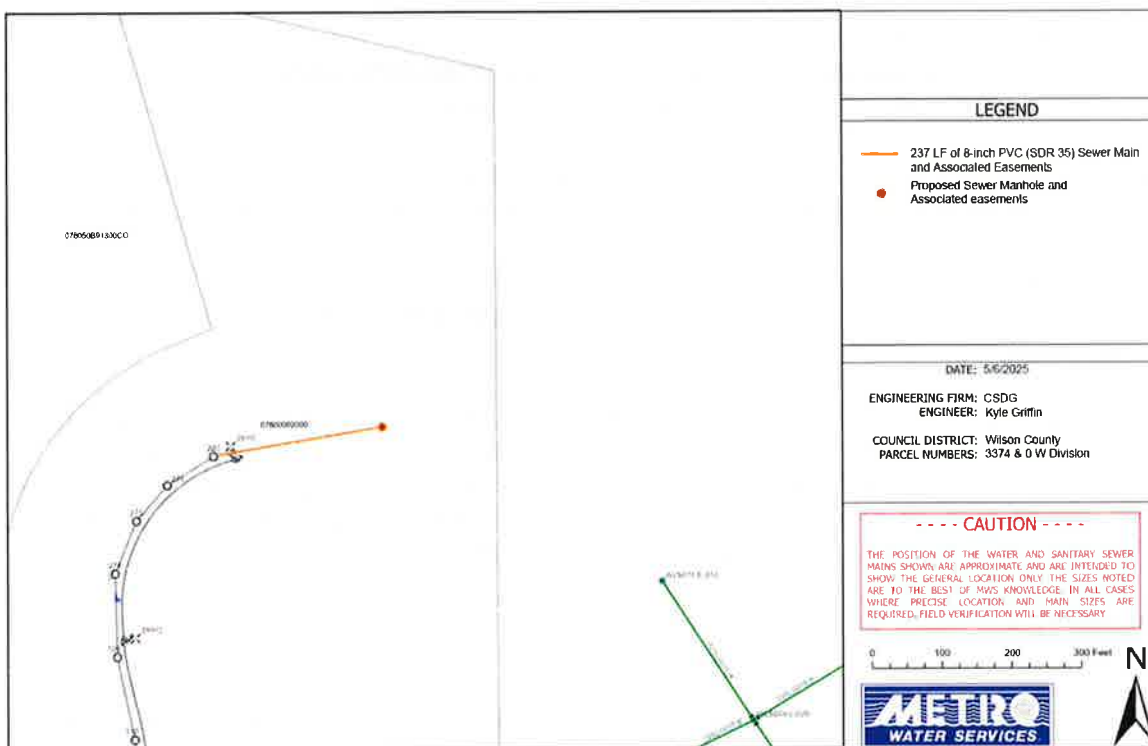 LEGEND
237 LF of 8-inch PVC (SDR 35) Sewer Main
and Associated Easements
Proposed Sewer Manhole and
Associated easements
DATE: 5/6/2025
ENGINEERING FIRM: CSDG
ENGINEER: Kyle Griffin
COUNCIL DISTRICT: Wilson County
PARCEL NUMBERS: 3374 & 0 W Division
- - - - CAUTION - - - -
THE POSITION OF THE WATER AND SANITARY SEWER
MAINS SHOWN ARE APPROXIMATE AND ARE INTENDED TO
SHOW THE GENERAL LOCATION ONLY. THE SIZES NOTED
ARE TO THE BEST OF MWS KNOWLEDGE. IN ALL CASES
WHERE PRECISE LOCATION AND MAIN SIZES ARE
REQUIRED, FIELD VERIFICATION WILL BE NECESSARY
0 100 200 300 Feet
N
METRO
WATER SERVICES